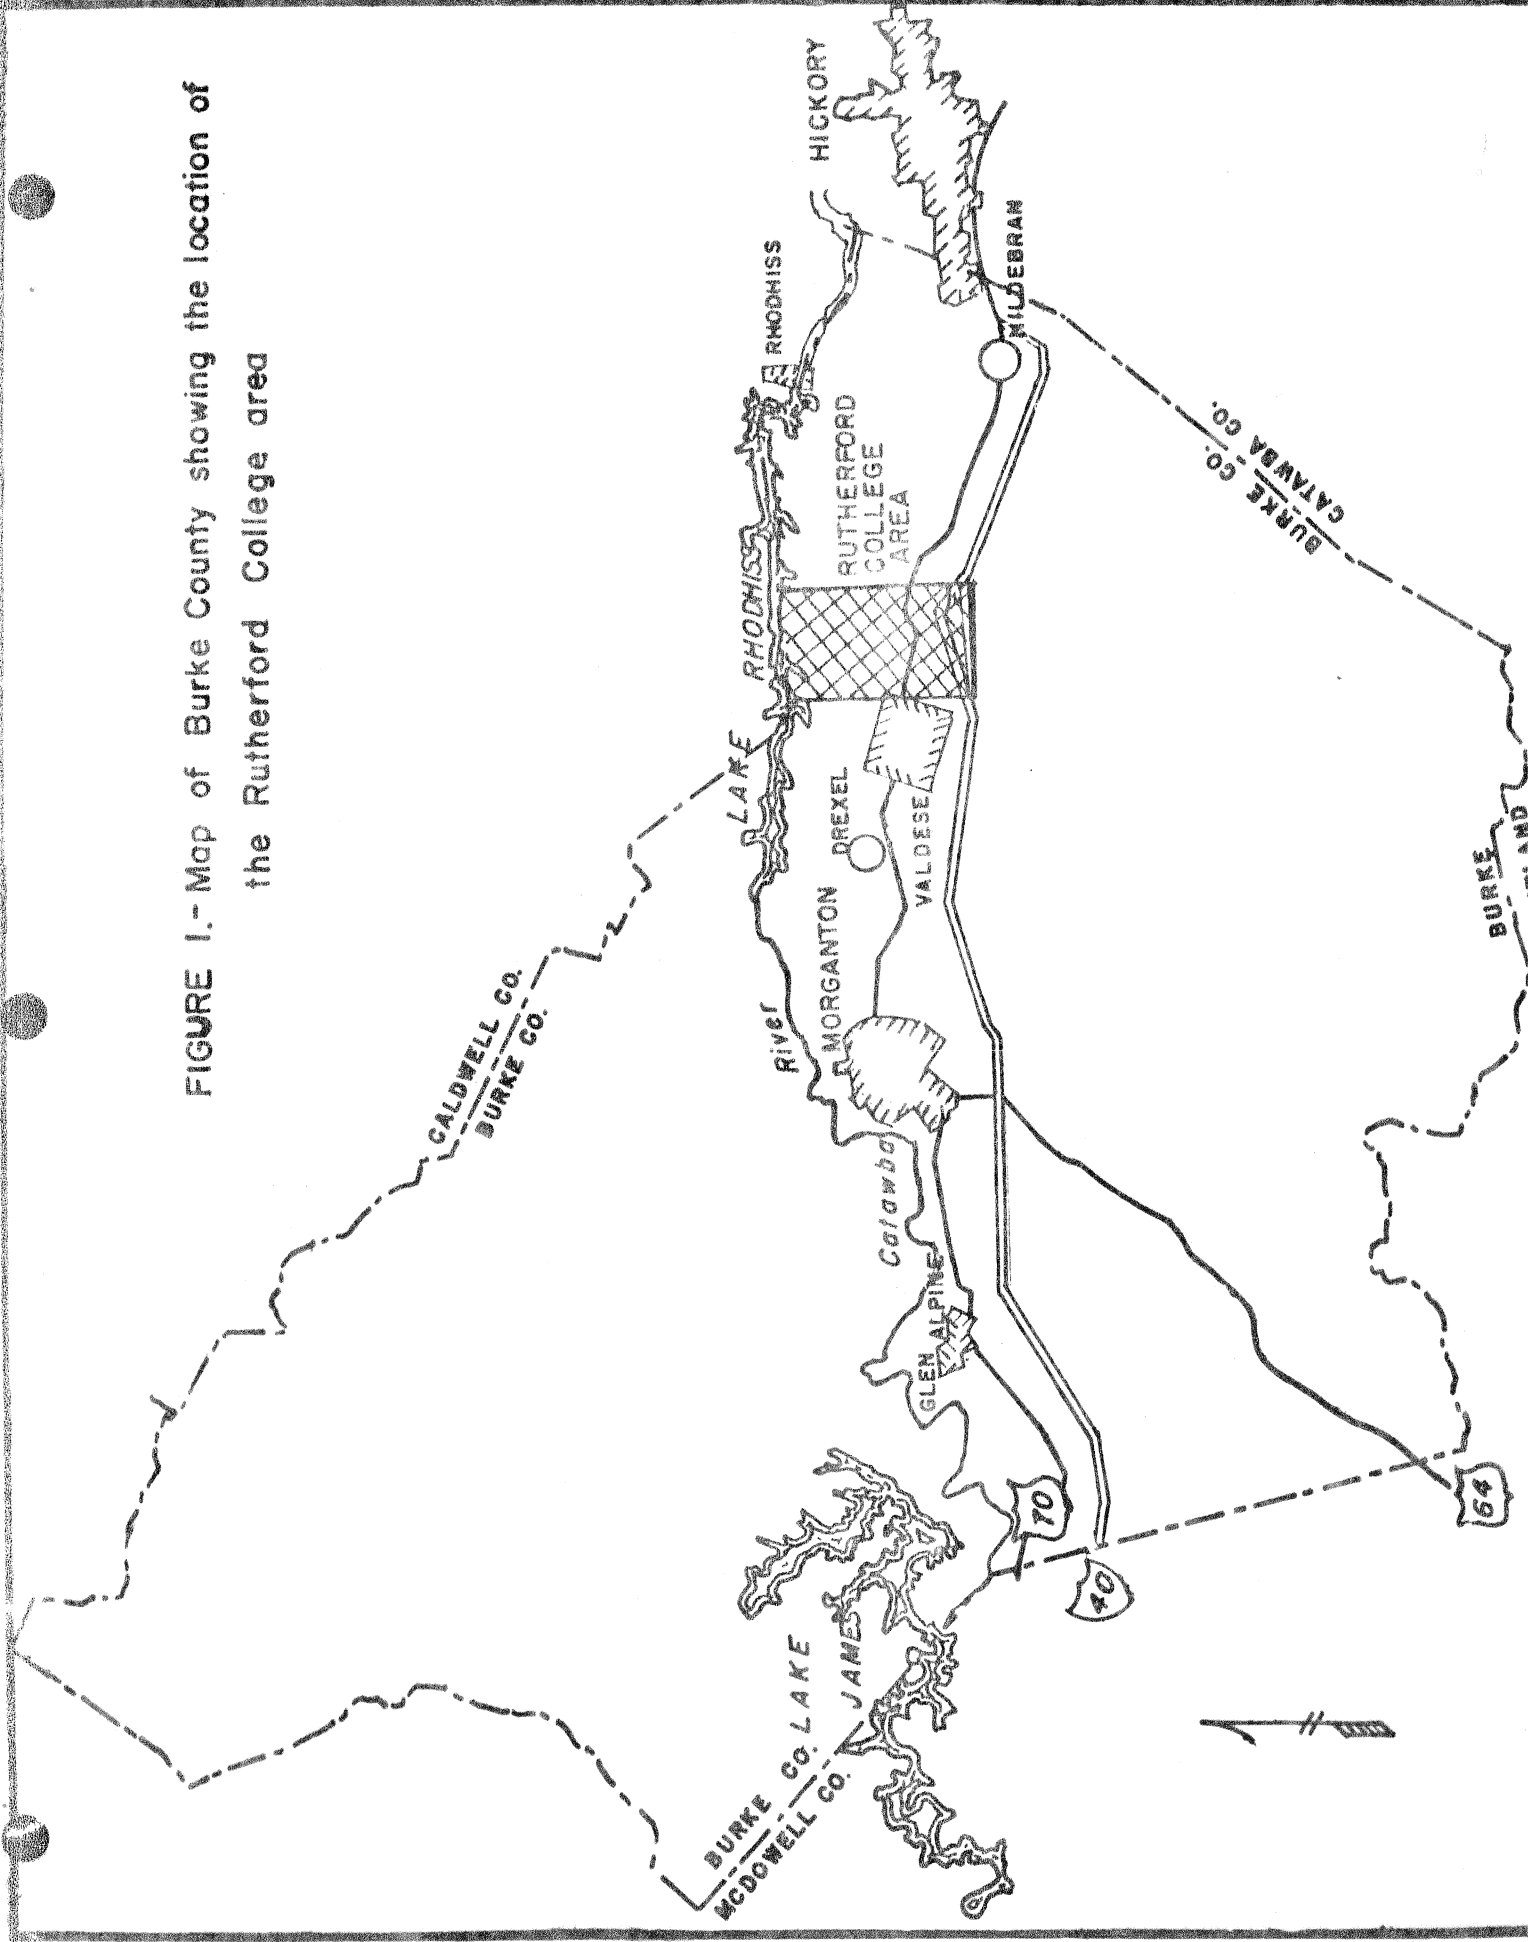 FIGURE 1.- Map of Burke County showing the location of
the Rutherford College area
CALDWELL CO.
BURKE CO.
BURKE CO.
MCDOWELL CO.
LAKE
JAMES
LAKE RHODHISS
RHODHISS
HICKORY
River
Catawba
MORGANTON
DREXEL
VALDESE
RUTHERFORD
COLLEGE
AREA
HILDEBRAN
GLEN ALPINE
70
40
64
BURKE CO.
CATAWBA CO.
BURKE